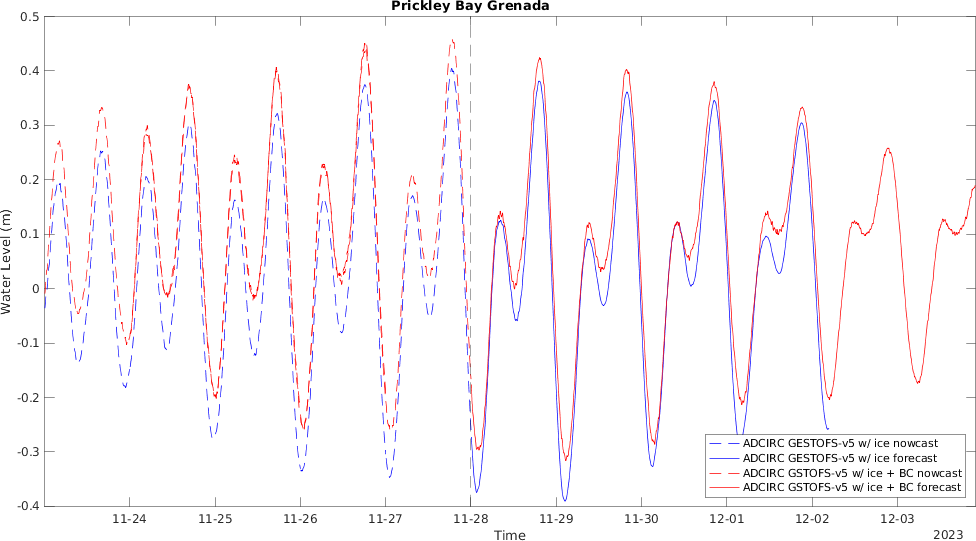 Prickley Bay Grenada
0.5
0.4
0.3
0.2
0.1
0
-0.1
-0.2
-0.3
-0.4
Water Level (m)
ADCIRC GESTOFS-v5 w/ ice nowcast
ADCIRC GESTOFS-v5 w/ ice forecast
ADCIRC GSTOFS-v5 w/ ice + BC nowcast
ADCIRC GSTOFS-v5 w/ ice + BC forecast
11-24 11-25 11-26 11-27 11-28 11-29 11-30 12-01 12-02 12-03
Time
2023